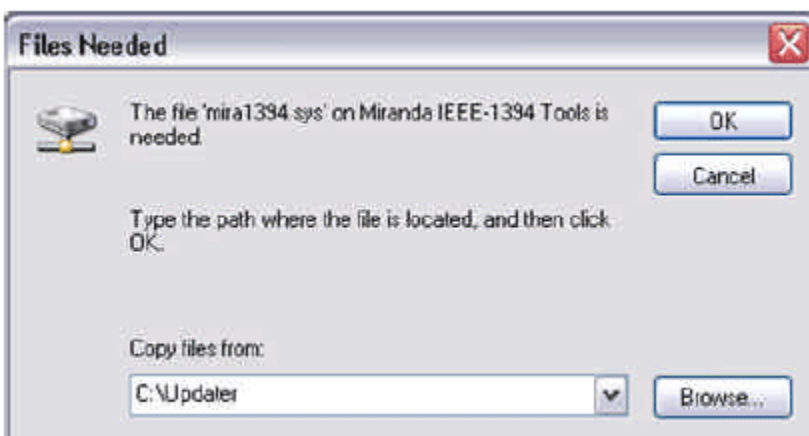 Files Needed
The file 'mira1394.sys' on Miranda IEEE-1394 Tools is
needed.
OK
Cancel
Type the path where the file is located, and then click
OK.
Copy files from:
C:\Updater
Browse...